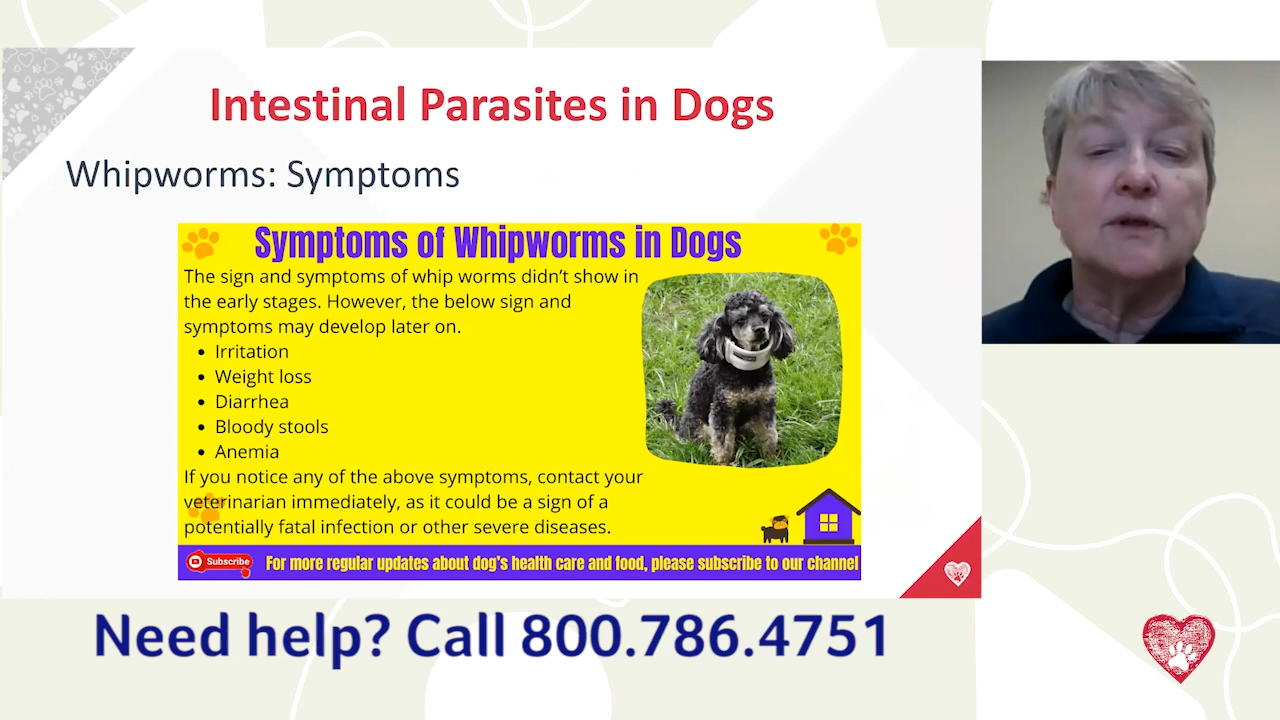 Intestinal Parasites in Dogs
Whipworms: Symptoms
Symptoms of Whipworms in Dogs
The sign and symptoms of whip worms didn't show in
the early stages. However, the below sign and
symptoms may develop later on.
• Irritation
• Weight loss
• Diarrhea
• Bloody stools
• Anemia
If you notice any of the above symptoms, contact your
veterinarian immediately, as it could be a sign of a
potentially fatal infection or other severe diseases.
Subscribe
For more regular updates about dog's health care and food, please subscribe to our channel
Need help? Call 800.786.4751